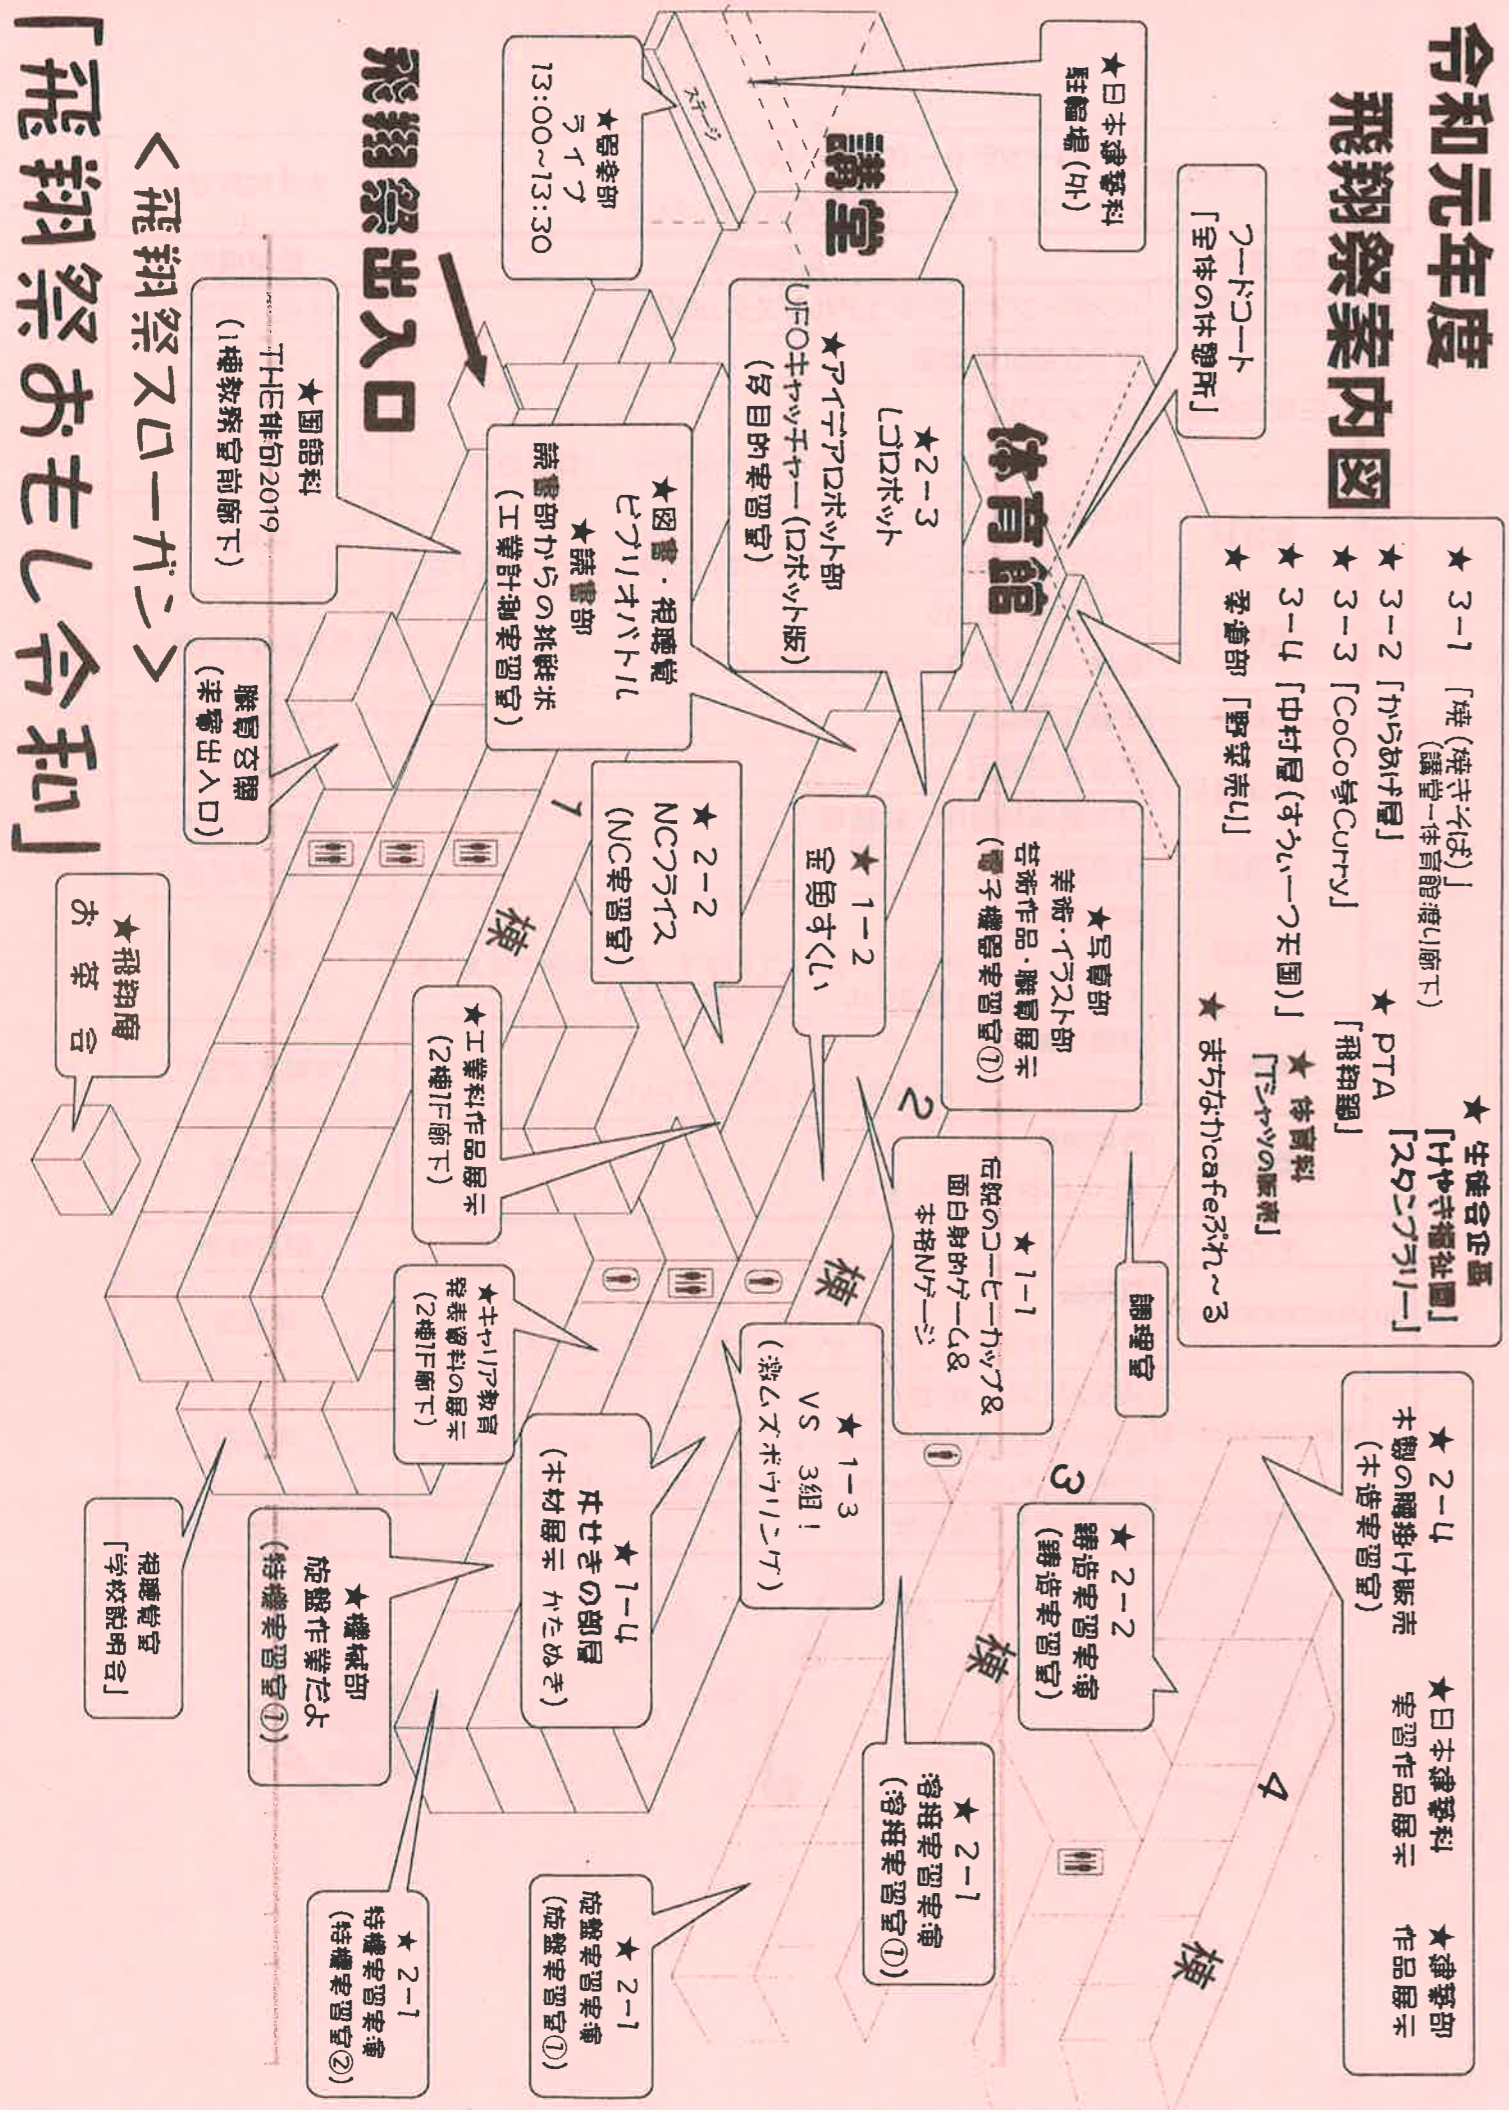 令和元年度
飛翔祭案内図
★ 3-1 「焼(焼きそば)」
(講堂-体育館渡り廊下)
★ 3-2 「からあげ屋」
★ 3-3 「CoCo学Curry」
★ 3-4 「中村屋(すうぃーつ天国)」
★ 柔道部 「野菜売り」
★ 生徒会企画
「けやき福祉園」
「スタンプラリー」
★ PTA
「飛翔鍋」
★ 体育科
「Tシャツの販売」
★ まちなかcafeぷれ~る
★ 2-4
木製の腰掛け販売
(木造実習室)
★日本建築科
実習作品展示
★建築部
作品展示
フードコート
「全体の休憩所」
★日本建築科
駐輪場(外)
講堂
ステージ
★音楽部
ライブ
13:00~13:30
体育館
★2-3
レゴロボット
★アイデアロボット部
UFOキャッチャー(ロボット版)
(多目的実習室)
★写真部
美術・イラスト部
芸術作品・職員展示
(電子機器実習室①)
調理室
★ 1-1
伝統のコーヒーカップ&
面白射的ゲーム&
本格Nゲージ
★ 1-2
金魚すくい
★ 1-3
VS 3組!
(激ムズボウリング)
★ 2-2
鋳造実習実演
(鋳造実習室)
★ 2-1
溶接実習実演
(溶接実習室①)
★図書・視聴覚
ビブリオバトル
★読書部
読書部からの挑戦状
(工業計測実習室)
★ 2-2
NCフライス
(NC実習室)
★工業科作品展示
(2棟1F廊下)
★キャリア教育
発表資料の展示
(2棟1F廊下)
★ 1-4
(木材展示 かたぬき)
★ 2-1
旋盤実習実演
(旋盤実習室①)
1
棟
2
棟
3
棟
4
棟
飛翔祭出入口
★国語科
THE俳句2019
(1棟教務室前廊下)
職員玄関
(来賓出入口)
★飛翔庵
お 茶 会
視聴覚室
「学校説明会」
★機械部
旋盤作業だよ
(特機実習室①)
★ 2-1
特機実習実演
(特機実習室②)
<飛翔祭スローガン>
「飛翔祭おもし令和」